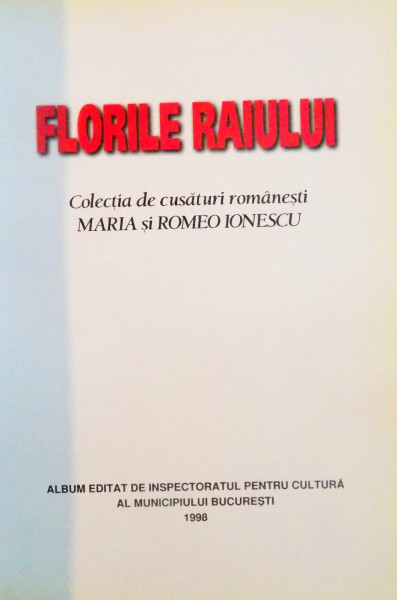 FLORILE RAIULUI
Colecția de cusături românești
MARIA și ROMEO IONESCU
ALBUM EDITAT DE INSPECTORATUL PENTRU CULTURĂ
AL MUNICIPIULUI BUCUREȘTI
1998